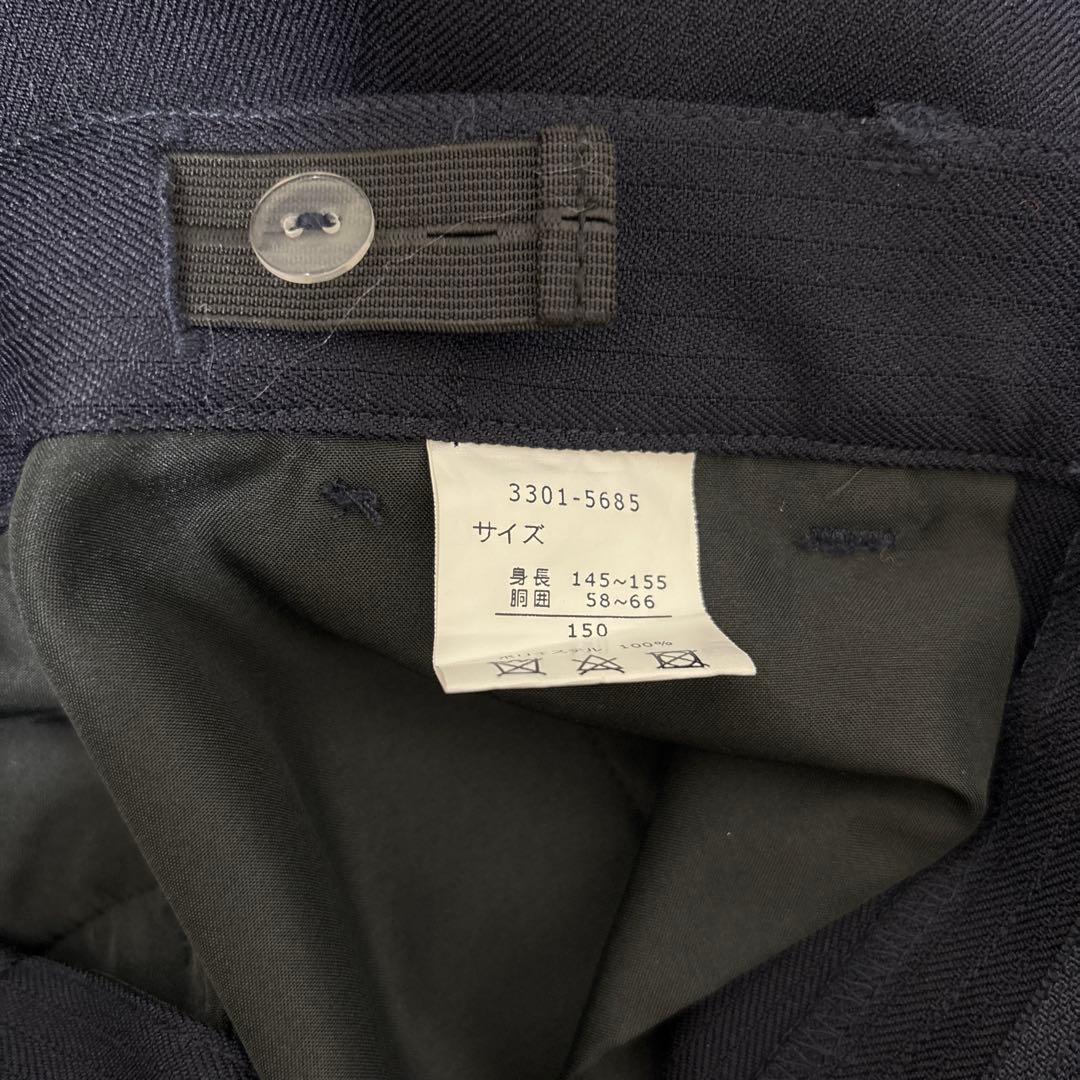 3301-5685
サイズ
身長 145~155
胴囲 58~66
150
ポリエステル 100%